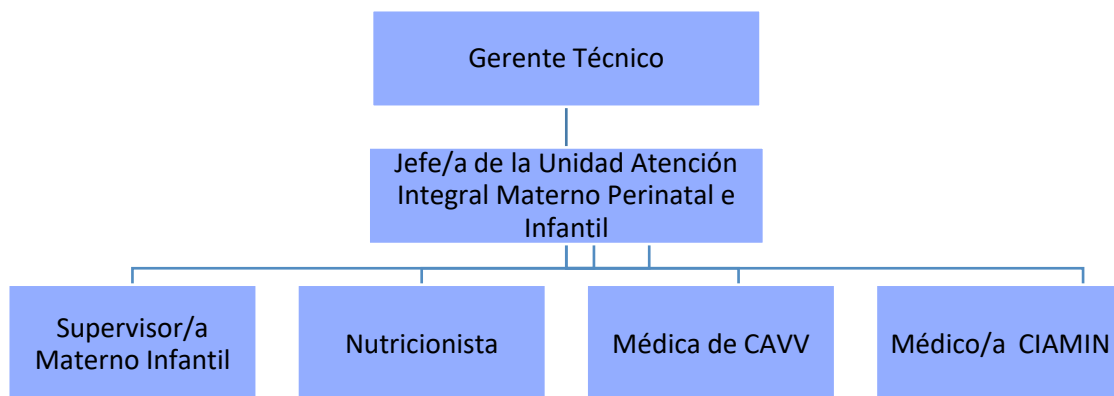 Gerente Técnico
Jefe/a de la Unidad Atención
Integral Materno Perinatal e
Infantil
Supervisor/a
Materno Infantil
Nutricionista
Médica de CAVV
Médico/a CIAMIN